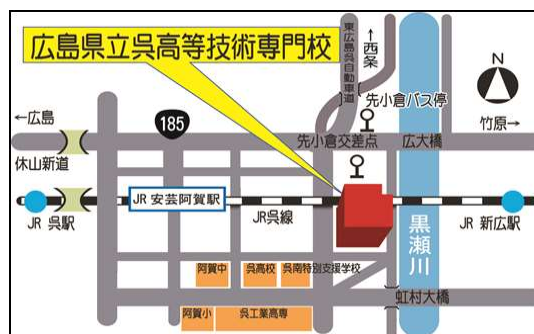 広島県立呉高等技術専門校
東広島呉自動車道
←西条
先小倉バス停
N
←広島
185
先小倉交差点
広大橋
竹原→
休山新道
JR 呉駅
JR 安芸阿賀駅
JR呉線
黒瀬川
JR 新広駅
阿賀中
呉高校
呉南特別支援学校
虹村大橋
阿賀小
呉工業高専